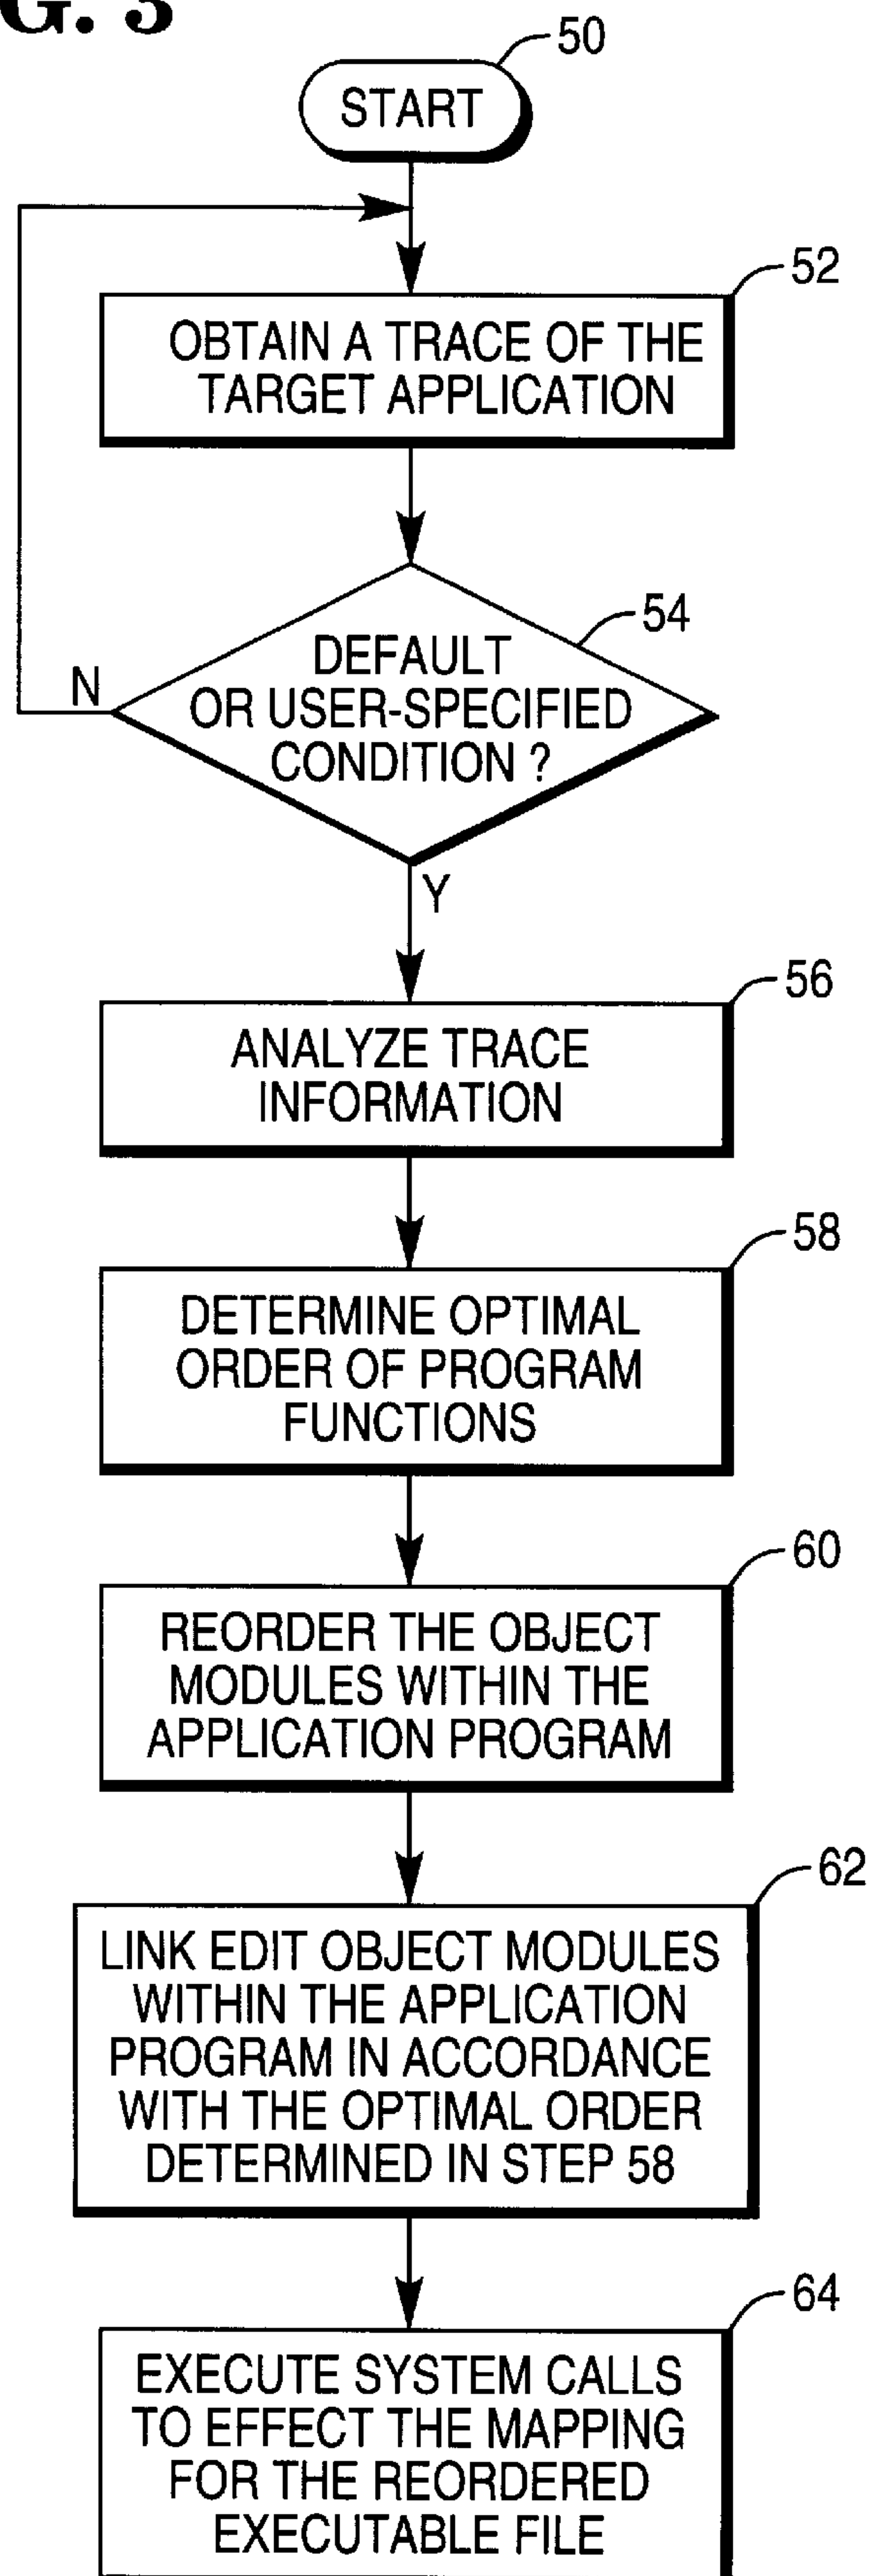 G. 3
50
START
52
OBTAIN A TRACE OF THE
TARGET APPLICATION
54
DEFAULT
OR USER-SPECIFIED
CONDITION ?
N
Y
56
ANALYZE TRACE
INFORMATION
58
DETERMINE OPTIMAL
ORDER OF PROGRAM
FUNCTIONS
60
REORDER THE OBJECT
MODULES WITHIN THE
APPLICATION PROGRAM
62
LINK EDIT OBJECT MODULES
WITHIN THE APPLICATION
PROGRAM IN ACCORDANCE
WITH THE OPTIMAL ORDER
DETERMINED IN STEP 58
64
EXECUTE SYSTEM CALLS
TO EFFECT THE MAPPING
FOR THE REORDERED
EXECUTABLE FILE